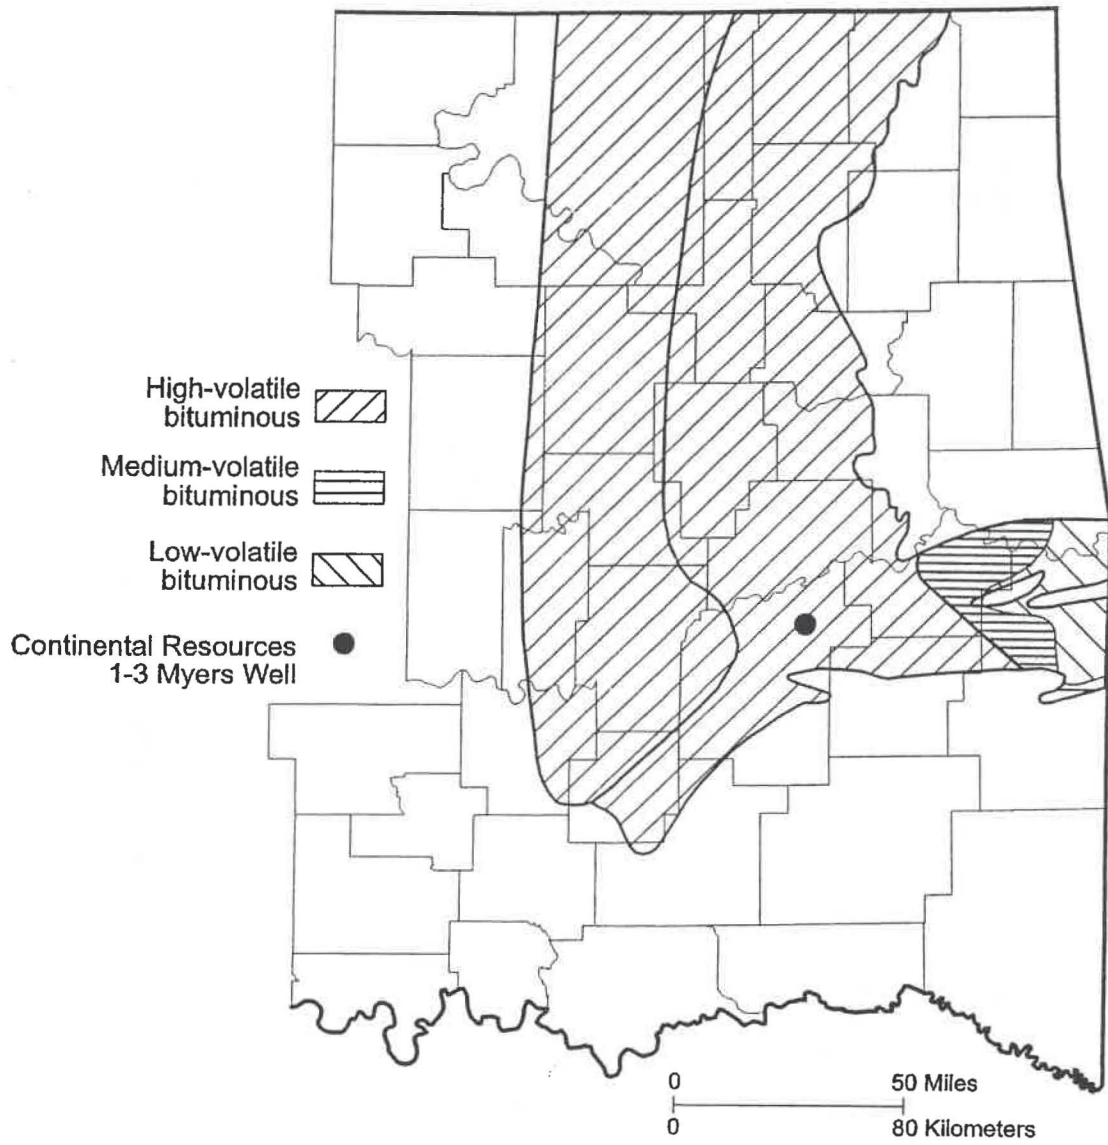 High-volatile
bituminous
Medium-volatile
bituminous
Low-volatile
bituminous
Continental Resources
1-3 Myers Well
0 50 Miles
0 80 Kilometers